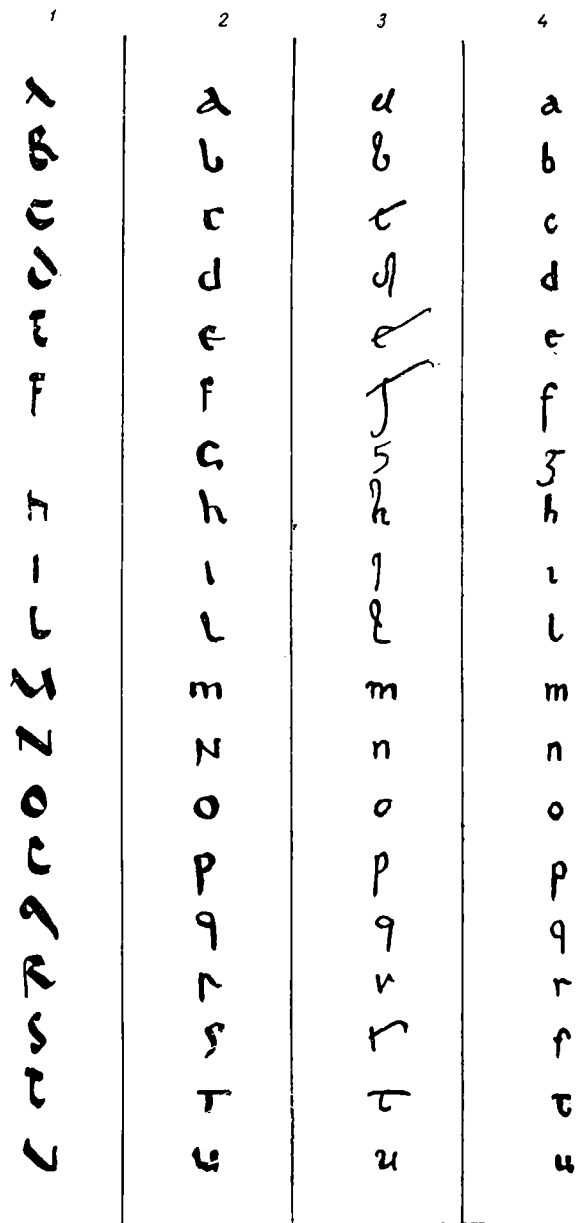 1 2 3 4
A a a a
B b b b
C c c c
D d d d
E e e e
F F f f
G g g
H h h h
I ı ı ı
L l l l
M m m m
N N n n
O o o o
P p p p
q q q q
R r r r
S s ſ ſ
T T t t
U u u u